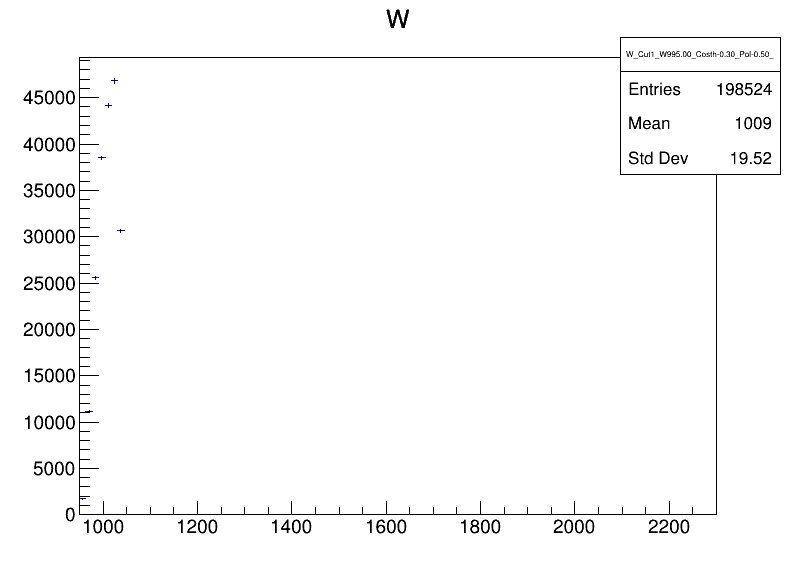 W
W_Cut1_W995.00_Costh-0.30_Pol-0.50_
Entries 198524
Mean 1009
Std Dev 19.52
45000
40000
35000
30000
25000
20000
15000
10000
5000
0
1000 1200 1400 1600 1800 2000 2200